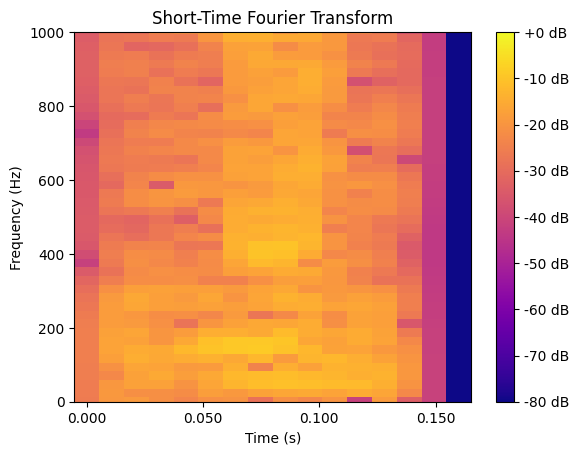 Short-Time Fourier Transform
1000
800
600
400
200
0
Frequency (Hz)
0.000
0.050
0.100
0.150
Time (s)
+0 dB
-10 dB
-20 dB
-30 dB
-40 dB
-50 dB
-60 dB
-70 dB
-80 dB